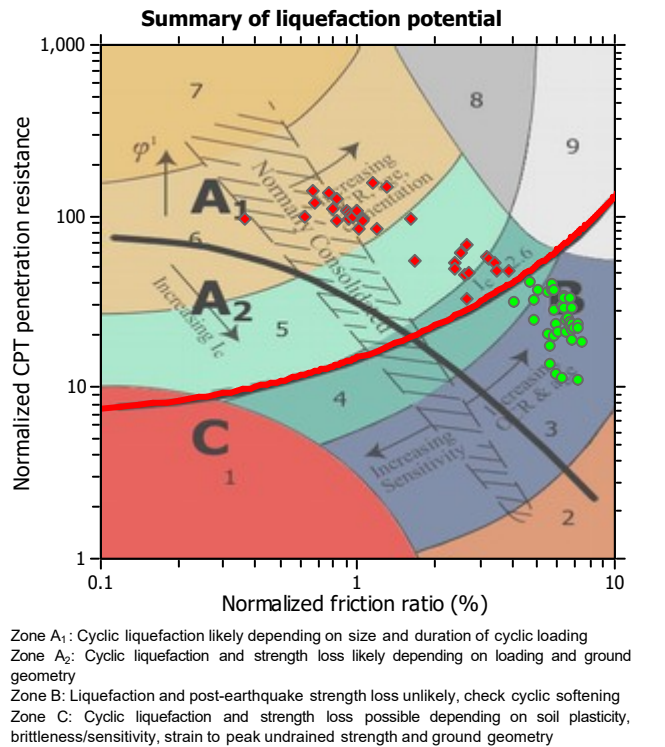 Summary of liquefaction potential
Normalized CPT penetration resistance
1,000
100
10
1
7
8
9
φ'
A1
Increasing
OCR, age,
cementation
Normally Consolidated
6
A2
Increasing Ic
5
Ic = 2.6
B
4
C
1
Increasing
OCR & age
3
Increasing
Sensitivity
2
0.1
1
10
Normalized friction ratio (%)
Zone A1: Cyclic liquefaction likely depending on size and duration of cyclic loading
Zone A2: Cyclic liquefaction and strength loss likely depending on loading and ground
geometry
Zone B: Liquefaction and post-earthquake strength loss unlikely, check cyclic softening
Zone C: Cyclic liquefaction and strength loss possible depending on soil plasticity,
brittleness/sensitivity, strain to peak undrained strength and ground geometry